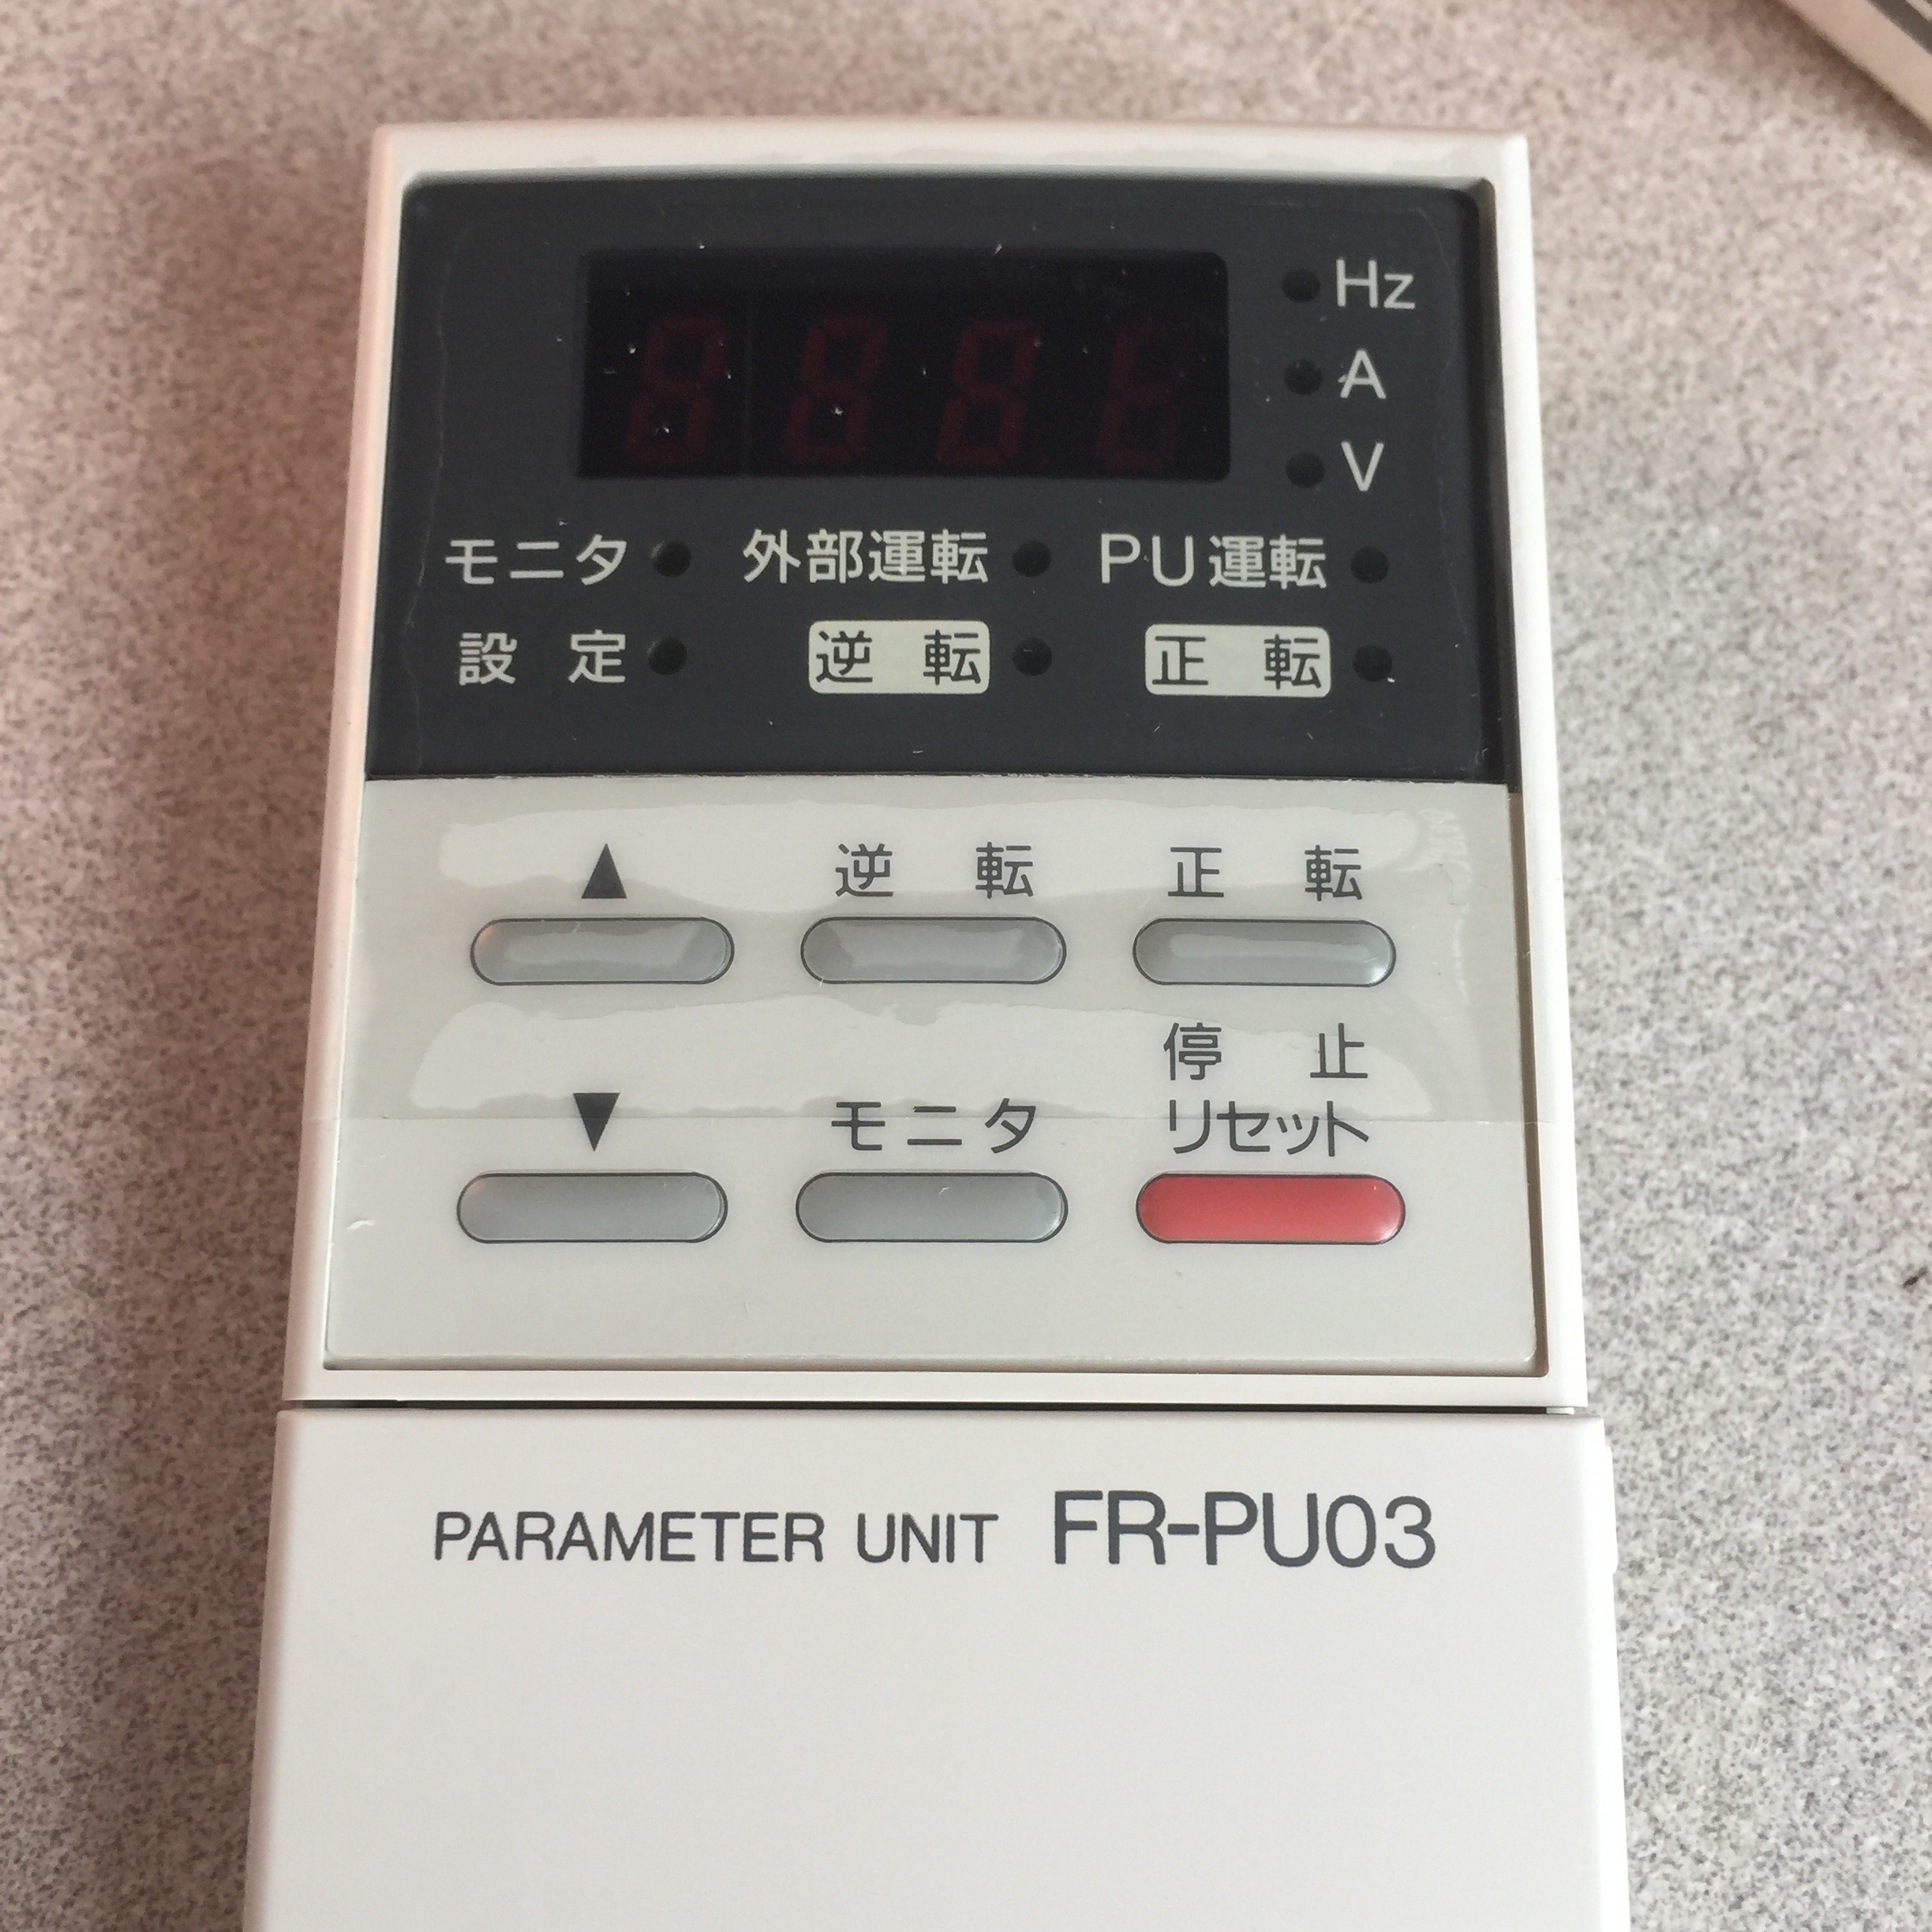 Hz
A
V
モニタ 外部運転 PU運転
設定 逆転 正転
▲ 逆転 正転
停止
▼ モニタ リセット
PARAMETER UNIT FR-PU03